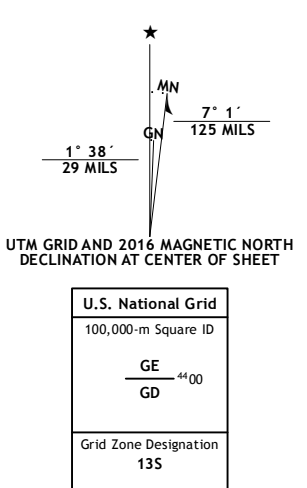 ★
MN
GN
7° 1´
125 MILS
1° 38´
29 MILS
UTM GRID AND 2016 MAGNETIC NORTH
DECLINATION AT CENTER OF SHEET
U.S. National Grid
100,000-m Square ID
GE
4400
GD
Grid Zone Designation
13S